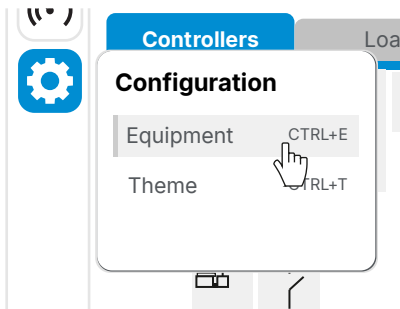 Controllers
Loa
Configuration
Equipment CTRL+E
Theme CTRL+T